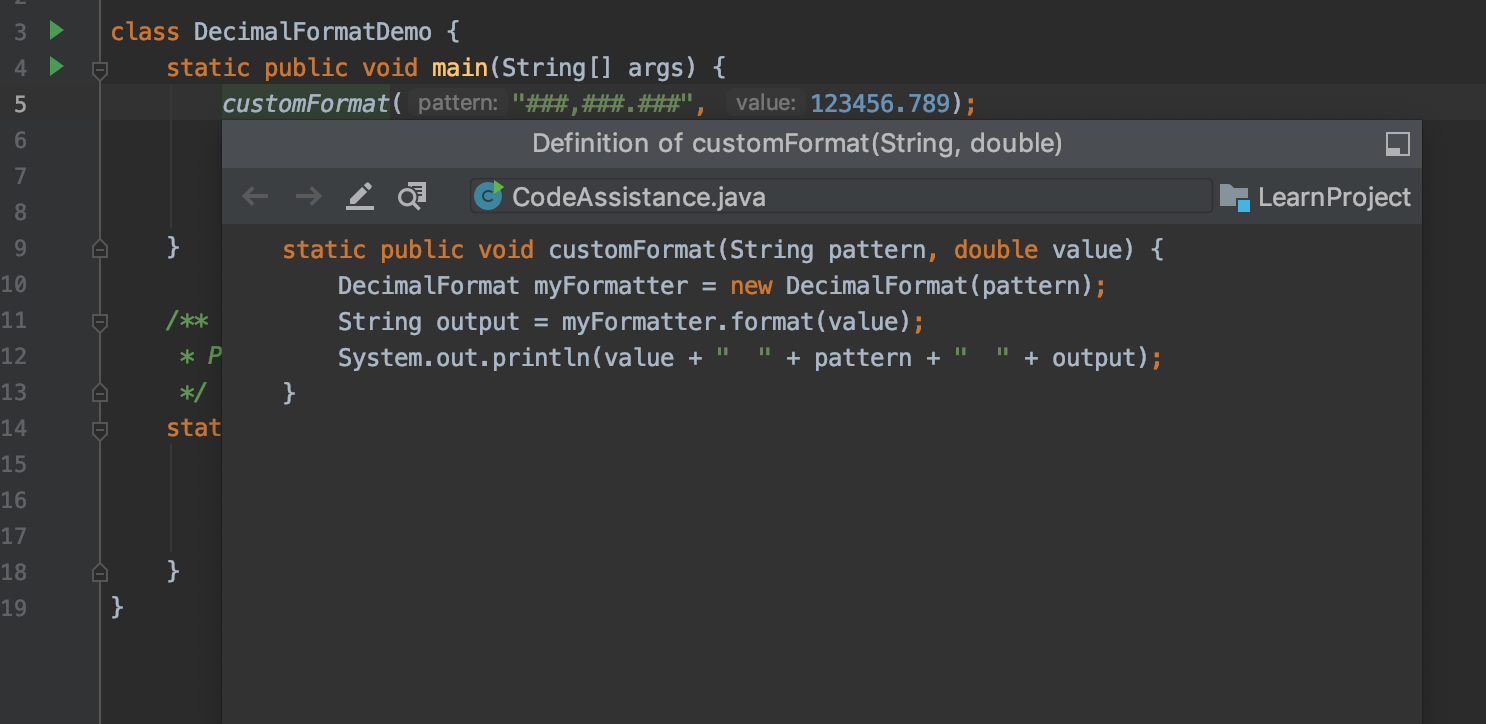 2
3 class DecimalFormatDemo {
4 static public void main(String[] args) {
5 customFormat( pattern: "###,###.###", value: 123456.789);
6 Definition of customFormat(String, double)
7
8 CodeAssistance.java LearnProject
9 } static public void customFormat(String pattern, double value) {
10 DecimalFormat myFormatter = new DecimalFormat(pattern);
11 /** String output = myFormatter.format(value);
12 * P System.out.println(value + "  " + pattern + "  " + output);
13 */ }
14 stat
15
16
17
18 }
19 }